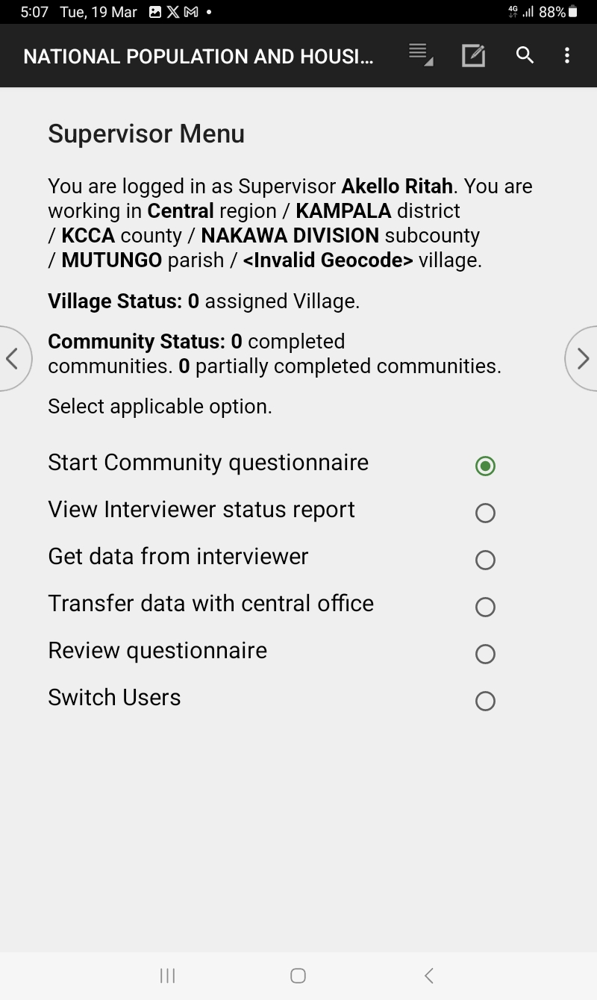 5:07 Tue, 19 Mar
4G 88%
NATIONAL POPULATION AND HOUSI...
Supervisor Menu
You are logged in as Supervisor Akello Ritah. You are
working in Central region / KAMPALA district
/ KCCA county / NAKAWA DIVISION subcounty
/ MUTUNGO parish / <Invalid Geocode> village.
Village Status: 0 assigned Village.
Community Status: 0 completed
communities. 0 partially completed communities.
Select applicable option.
Start Community questionnaire
View Interviewer status report
Get data from interviewer
Transfer data with central office
Review questionnaire
Switch Users